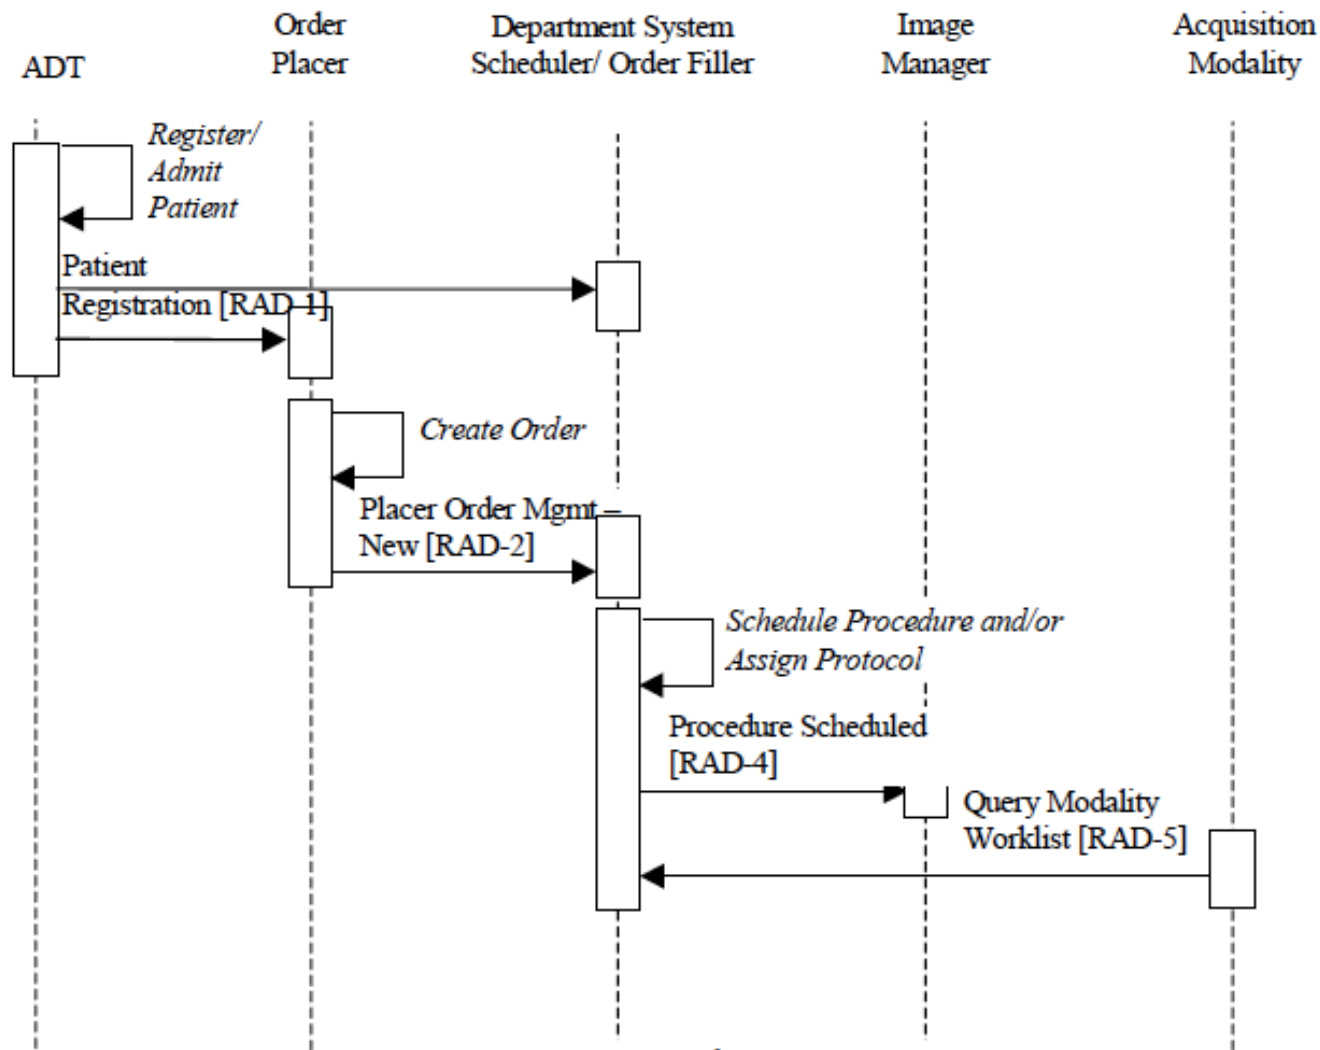 ADT
Order
Placer
Department System
Scheduler/ Order Filler
Image
Manager
Acquisition
Modality
Register/
Admit
Patient
Patient
Registration [RAD-1]
Create Order
Placer Order Mgmt –
New [RAD-2]
Schedule Procedure and/or
Assign Protocol
Procedure Scheduled
[RAD-4]
Query Modality
Worklist [RAD-5]